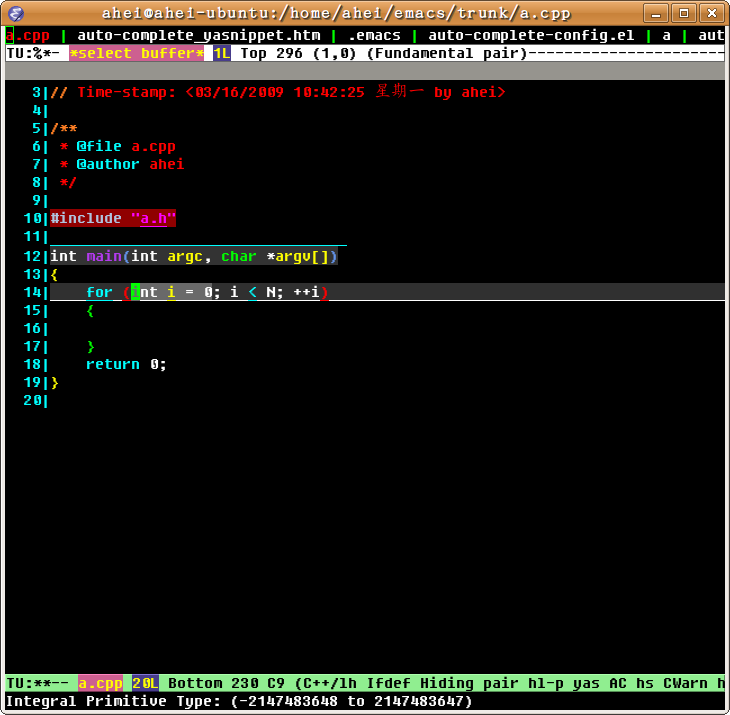 ahei@ahei-ubuntu:/home/ahei/emacs/trunk/a.cpp
a.cpp | auto-complete_yasnippet.htm | .emacs | auto-complete-config.el | a | aut
TU:%*- *select buffer* 1L Top 296 (1,0) (Fundamental pair)------------------------
3|// Time-stamp: <03/16/2009 10:42:25 星期一 by ahei>
4|
5|/**
6| * @file a.cpp
7| * @author ahei
8| */
9|
10|#include "a.h"
11|
12|int main(int argc, char *argv[])
13|{
14|    for (int i = 0; i < N; ++i)
15|    {
16|
17|    }
18|    return 0;
19|}
20|
TU:**-- a.cpp 20L Bottom 230 C9 (C++/lh Ifdef Hiding pair hl-p yas AC hs CWarn h
Integral Primitive Type: (-2147483648 to 2147483647)